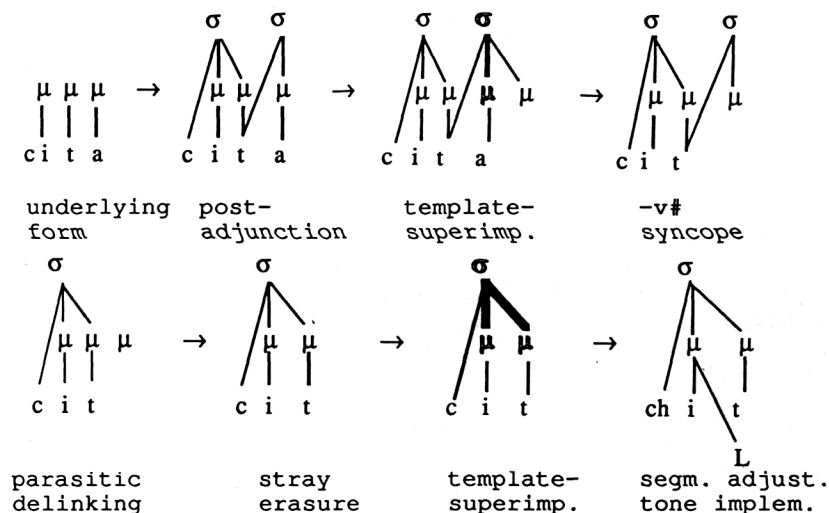 σ σ σ σ σ σ
μ μ μ → μ μ μ → μ μ μ μ → μ μ μ
c i t a c i t a c i t a c i t
underlying post- template- -v#
form adjunction superimp. syncope
σ σ σ σ
μ μ μ → μ μ → μ μ → μ μ
c i t c i t c i t ch i t
L
parasitic stray template- segm. adjust.
delinking erasure superimp. tone implem.